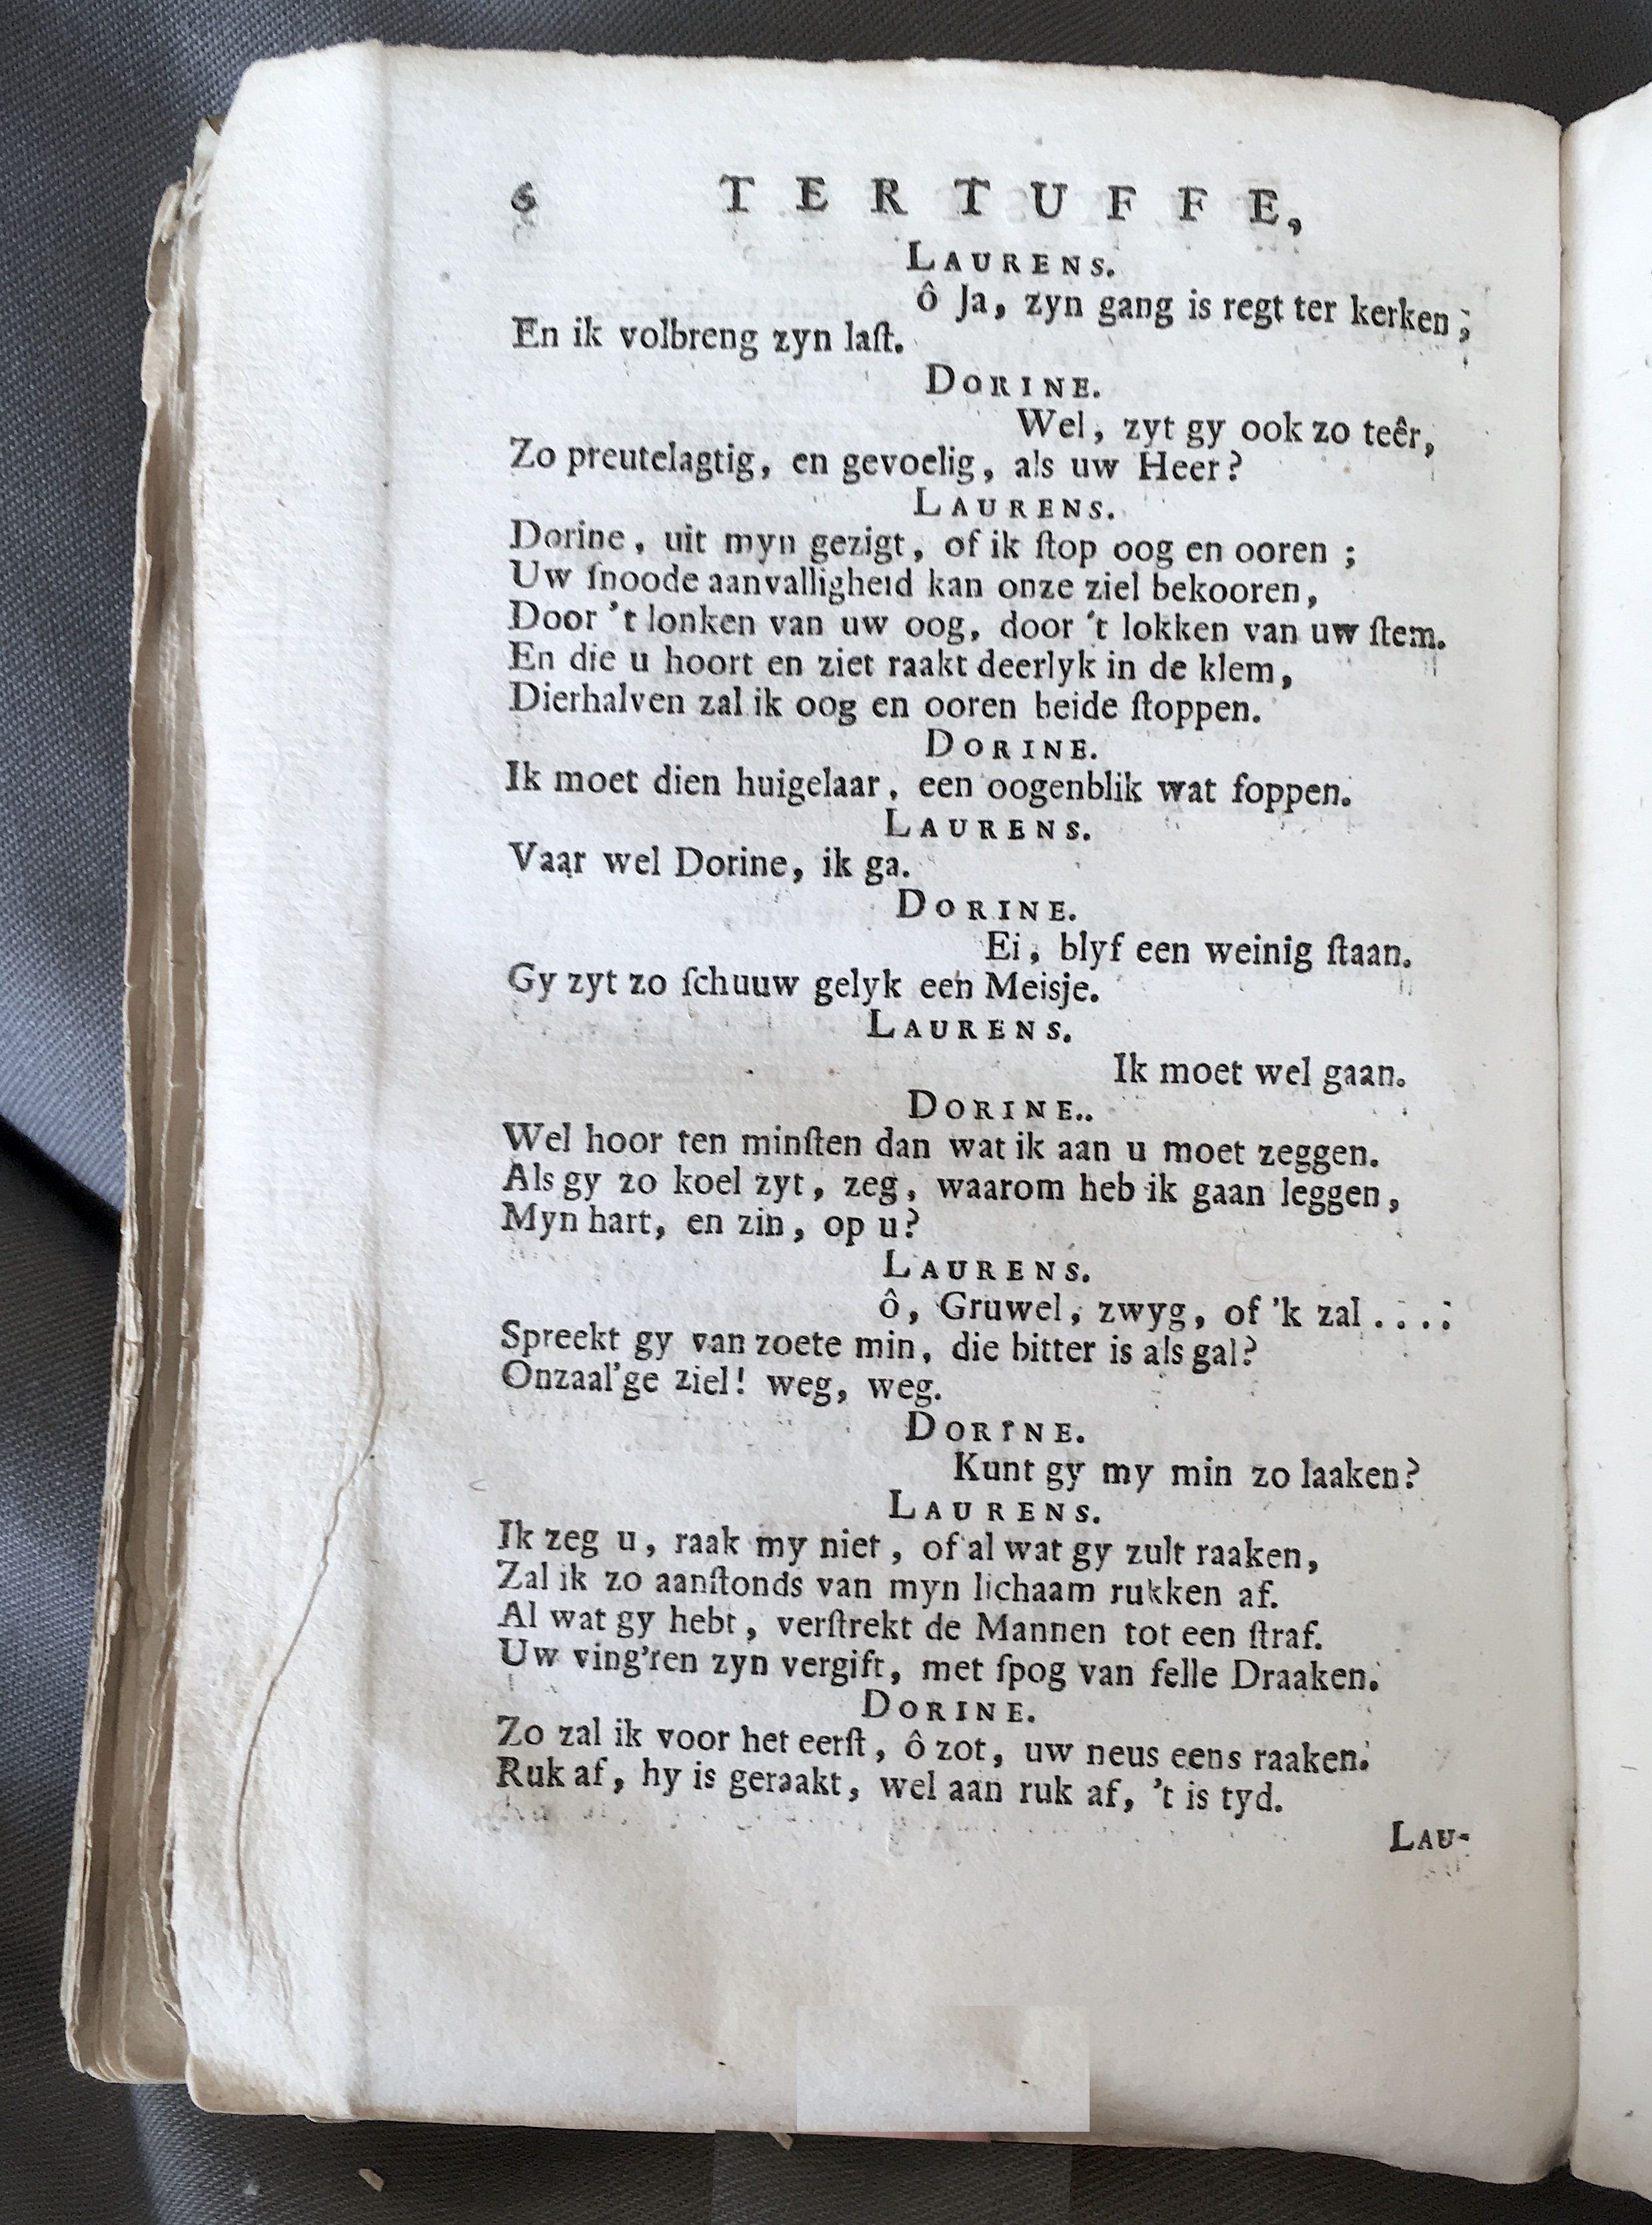 6 TERTUFFE,
LAURENS.
ô Ja, zyn gang is regt ter kerken;
En ik volbreng zyn laſt.
DORINE.
Wel, zyt gy ook zo teêr,
Zo preutelagtig, en gevoelig, als uw Heer?
LAURENS.
Dorine, uit myn gezigt, of ik ſtop oog en ooren;
Uw ſnoode aanvalligheid kan onze ziel bekooren,
Door 't lonken van uw oog, door 't lokken van uw ſtem.
En die u hoort en ziet raakt deerlyk in de klem,
Dierhalven zal ik oog en ooren beide ſtoppen.
DORINE.
Ik moet dien huigelaar, een oogenblik wat foppen.
LAURENS.
Vaar wel Dorine, ik ga.
DORINE.
Ei, blyf een weinig ſtaan.
Gy zyt zo ſchuuw gelyk een Meisje.
LAURENS.
Ik moet wel gaan.
DORINE..
Wel hoor ten minſten dan wat ik aan u moet zeggen.
Als gy zo koel zyt, zeg, waarom heb ik gaan leggen,
Myn hart, en zin, op u?
LAURENS.
ô, Gruwel, zwyg, of 'k zal ....
Spreekt gy van zoete min, die bitter is als gal?
Onzaal'ge ziel! weg, weg.
DORINE.
Kunt gy my min zo laaken?
LAURENS.
Ik zeg u, raak my niet, of al wat gy zult raaken,
Zal ik zo aanſtonds van myn lichaam rukken af.
Al wat gy hebt, verſtrekt de Mannen tot een ſtraf.
Uw ving'ren zyn vergift, met ſpog van felle Draaken.
DORINE.
Zo zal ik voor het eerſt, ô zot, uw neus eens raaken.
Ruk af, hy is geraakt, wel aan ruk af, 't is tyd.
LAU-